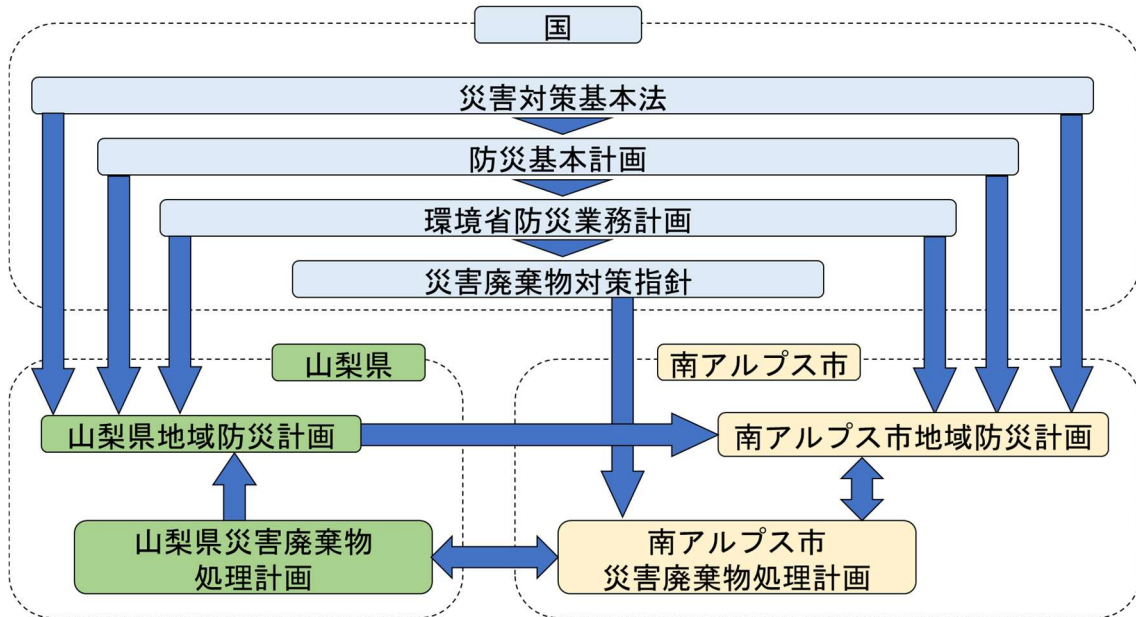 国
災害対策基本法
防災基本計画
環境省防災業務計画
災害廃棄物対策指針
山梨県
南アルプス市
山梨県地域防災計画
南アルプス市地域防災計画
山梨県災害廃棄物
処理計画
南アルプス市
災害廃棄物処理計画